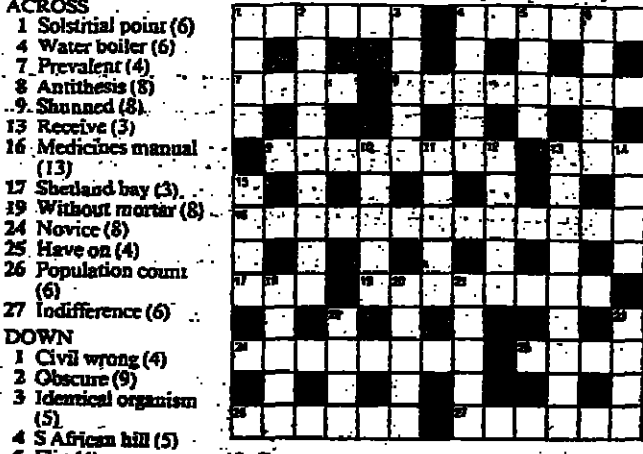 ACROSS
1 Solstitial point (6)
4 Water boiler (6)
7 Prevalent (4)
8 Antithesis (8)
9 Shunned (8)
13 Receive (3)
16 Medicines manual
(13)
17 Shetland bay (3)
19 Without mortar (8)
24 Novice (8)
25 Have on (4)
26 Population count
(6)
27 Indifference (6)
DOWN
1 Civil wrong (4)
2 Obscure (9)
3 Identical organism
(5)
4 S African hill (5)